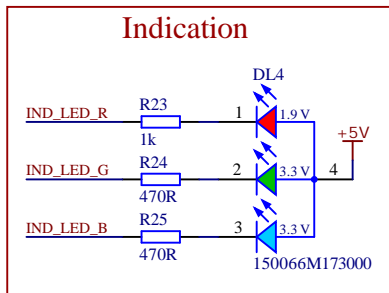 Indication
DL4
IND_LED_R R23 1k 1 1.9 V
+5V
IND_LED_G R24 470R 2 3.3 V 4
IND_LED_B R25 470R 3 3.3 V
150066M173000